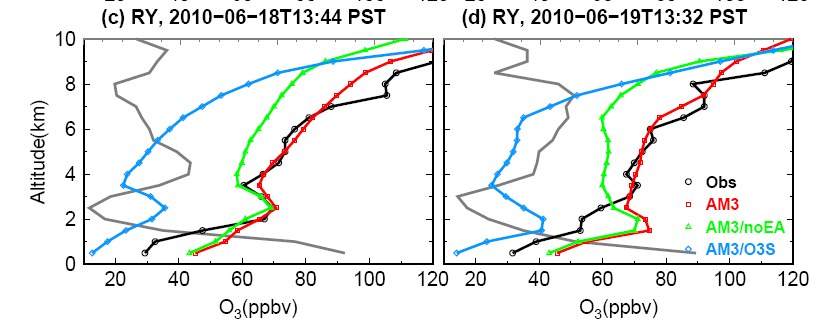 (c) RY, 2010−06−18T13:44 PST
(d) RY, 2010−06−19T13:32 PST
Altitude(km)
10
8
6
4
2
0
20 40 60 80 100 120
20 40 60 80 100 120
O3(ppbv)
O3(ppbv)
Obs
AM3
AM3/noEA
AM3/O3S